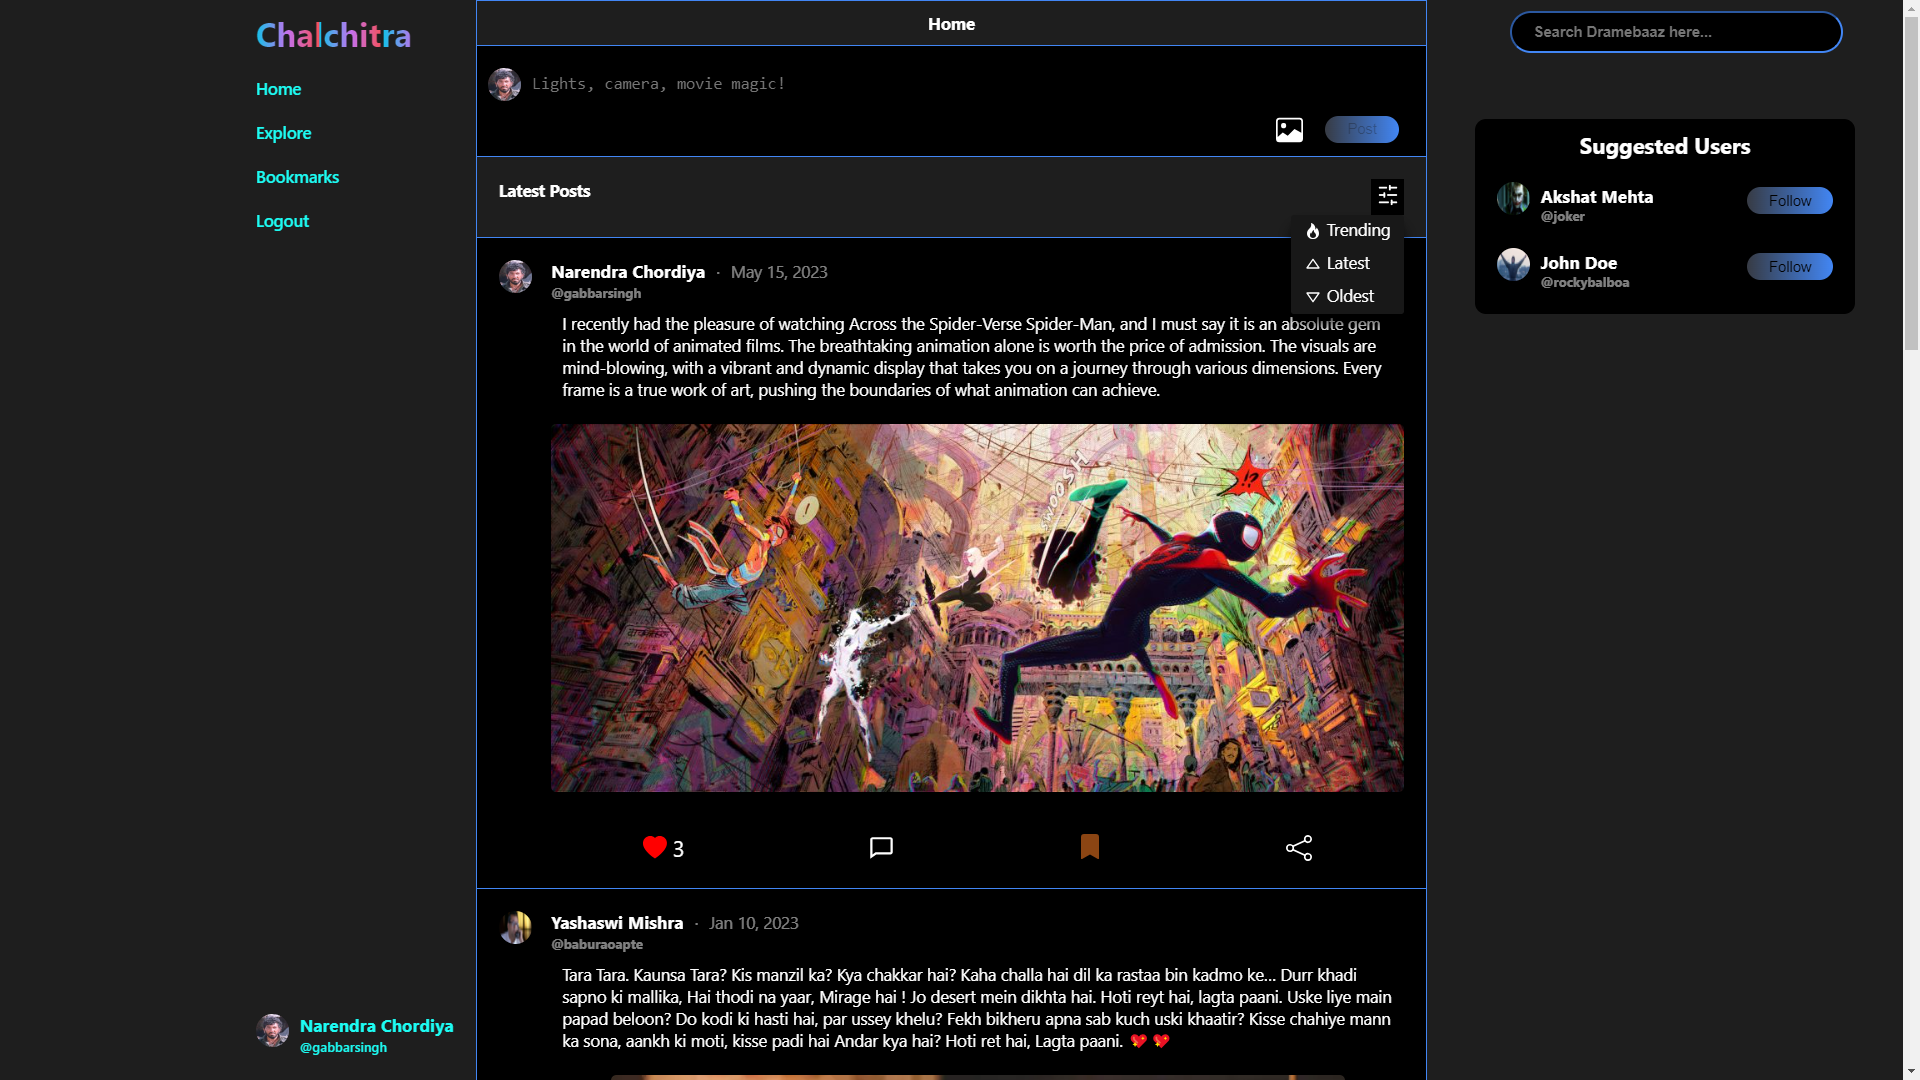 Chalchitra
Home
Explore
Bookmarks
Logout
Narendra Chordiya
@gabbarsingh
Home
Lights, camera, movie magic!
Post
Latest Posts
Trending
Latest
Oldest
Narendra Chordiya · May 15, 2023
@gabbarsingh
I recently had the pleasure of watching Across the Spider-Verse Spider-Man, and I must say it is an absolute gem
in the world of animated films. The breathtaking animation alone is worth the price of admission. The visuals are
mind-blowing, with a vibrant and dynamic display that takes you on a journey through various dimensions. Every
frame is a true work of art, pushing the boundaries of what animation can achieve.
SWOOSH
!?
3
Yashaswi Mishra · Jan 10, 2023
@baburaoapte
Tara Tara. Kaunsa Tara? Kis manzil ka? Kya chakkar hai? Kaha challa hai dil ka rastaa bin kadmo ke... Durr khadi
sapno ki mallika, Hai thodi na yaar, Mirage hai ! Jo desert mein dikhta hai. Hoti reyt hai, lagta paani. Uske liye main
papad beloon? Do kodi ki hasti hai, par ussey khelu? Fekh bikheru apna sab kuch uski khaatir? Kisse chahiye mann
ka sona, aankh ki moti, kisse padi hai Andar kya hai? Hoti ret hai, Lagta paani. 💖 💖
Search Dramebaaz here...
Suggested Users
Akshat Mehta
@joker
Follow
John Doe
@rockybalboa
Follow